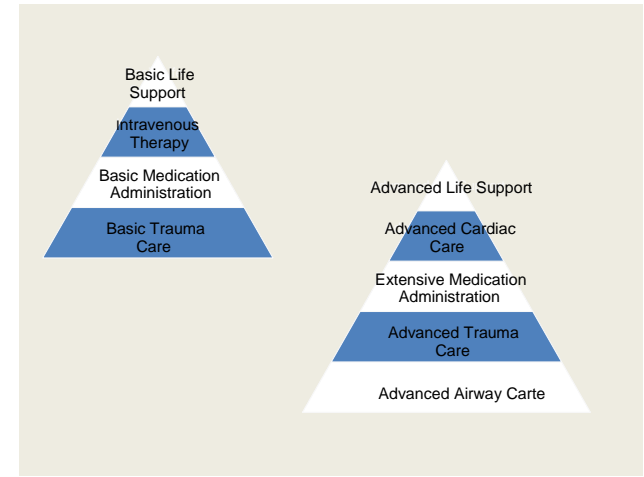 Basic Life
Support
Intravenous
Therapy
Basic Medication
Administration
Basic Trauma
Care
Advanced Life Support
Advanced Cardiac
Care
Extensive Medication
Administration
Advanced Trauma
Care
Advanced Airway Carte